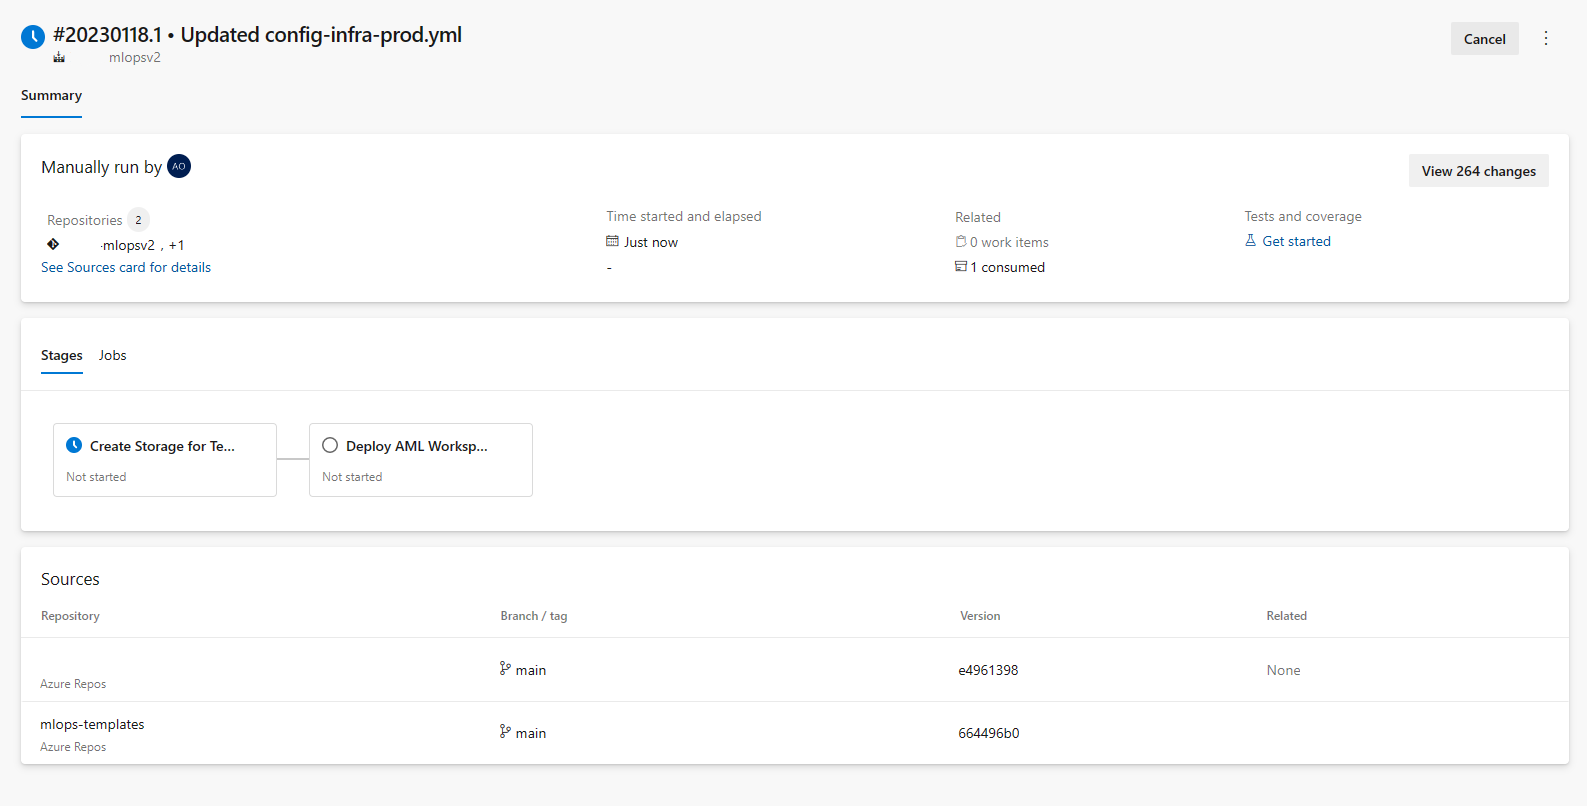 #20230118.1 • Updated config-infra-prod.yml
mlopsv2
Cancel
Summary
Manually run by AO
View 264 changes
Repositories 2
Time started and elapsed
Related
Tests and coverage
·mlopsv2 , +1
Just now
0 work items
Get started
See Sources card for details
-
1 consumed
Stages Jobs
Create Storage for Te...
Deploy AML Worksp...
Not started
Not started
Sources
Repository Branch / tag Version Related
main e4961398 None
Azure Repos
mlops-templates
main 664496b0
Azure Repos